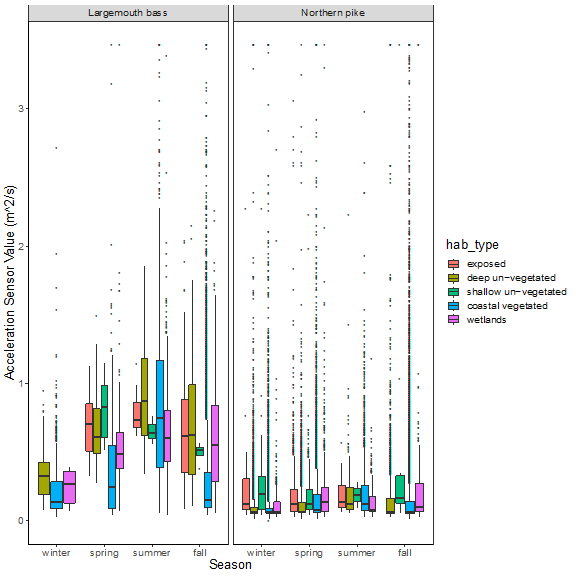 Largemouth bass
Northern pike
Acceleration Sensor Value (m^2/s)
3
2
1
0
winter
spring
summer
fall
winter
spring
summer
fall
Season
hab_type
exposed
deep un-vegetated
shallow un-vegetated
coastal vegetated
wetlands